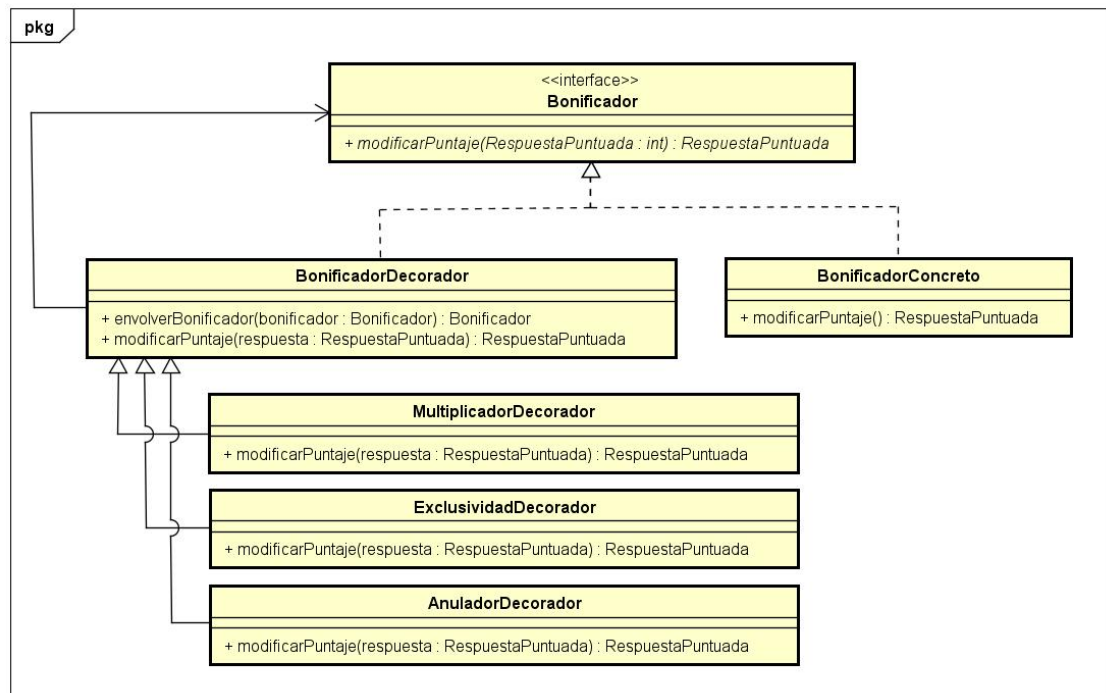 pkg
<<interface>>
Bonificador
+ modificarPuntaje(RespuestaPuntuada : int) : RespuestaPuntuada
BonificadorDecorador
+ envolverBonificador(bonificador : Bonificador) : Bonificador
+ modificarPuntaje(respuesta : RespuestaPuntuada) : RespuestaPuntuada
BonificadorConcreto
+ modificarPuntaje() : RespuestaPuntuada
MultiplicadorDecorador
+ modificarPuntaje(respuesta : RespuestaPuntuada) : RespuestaPuntuada
ExclusividadDecorador
+ modificarPuntaje(respuesta : RespuestaPuntuada) : RespuestaPuntuada
AnuladorDecorador
+ modificarPuntaje(respuesta : RespuestaPuntuada) : RespuestaPuntuada